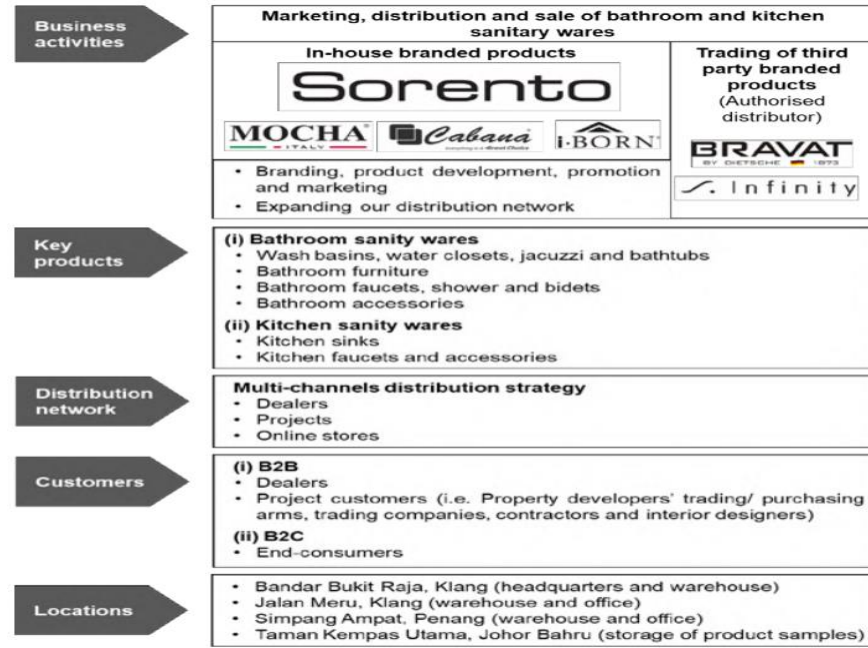 Business
activities
Marketing, distribution and sale of bathroom and kitchen
sanitary wares
In-house branded products
Sorento
MOCHA
ITALY
Cabana
i·BORN
• Branding, product development, promotion
and marketing
• Expanding our distribution network
Trading of third
party branded
products
(Authorised
distributor)
BRAVAT
BY DIETSCHE 1873
Infinity
Key
products
(i) Bathroom sanity wares
• Wash basins, water closets, jacuzzi and bathtubs
• Bathroom furniture
• Bathroom faucets, shower and bidets
• Bathroom accessories
(ii) Kitchen sanity wares
• Kitchen sinks
• Kitchen faucets and accessories
Distribution
network
Multi-channels distribution strategy
• Dealers
• Projects
• Online stores
Customers
(i) B2B
• Dealers
• Project customers (i.e. Property developers' trading/ purchasing
arms, trading companies, contractors and interior designers)
(ii) B2C
• End-consumers
Locations
• Bandar Bukit Raja, Klang (headquarters and warehouse)
• Jalan Meru, Klang (warehouse and office)
• Simpang Ampat, Penang (warehouse and office)
• Taman Kempas Utama, Johor Bahru (storage of product samples)